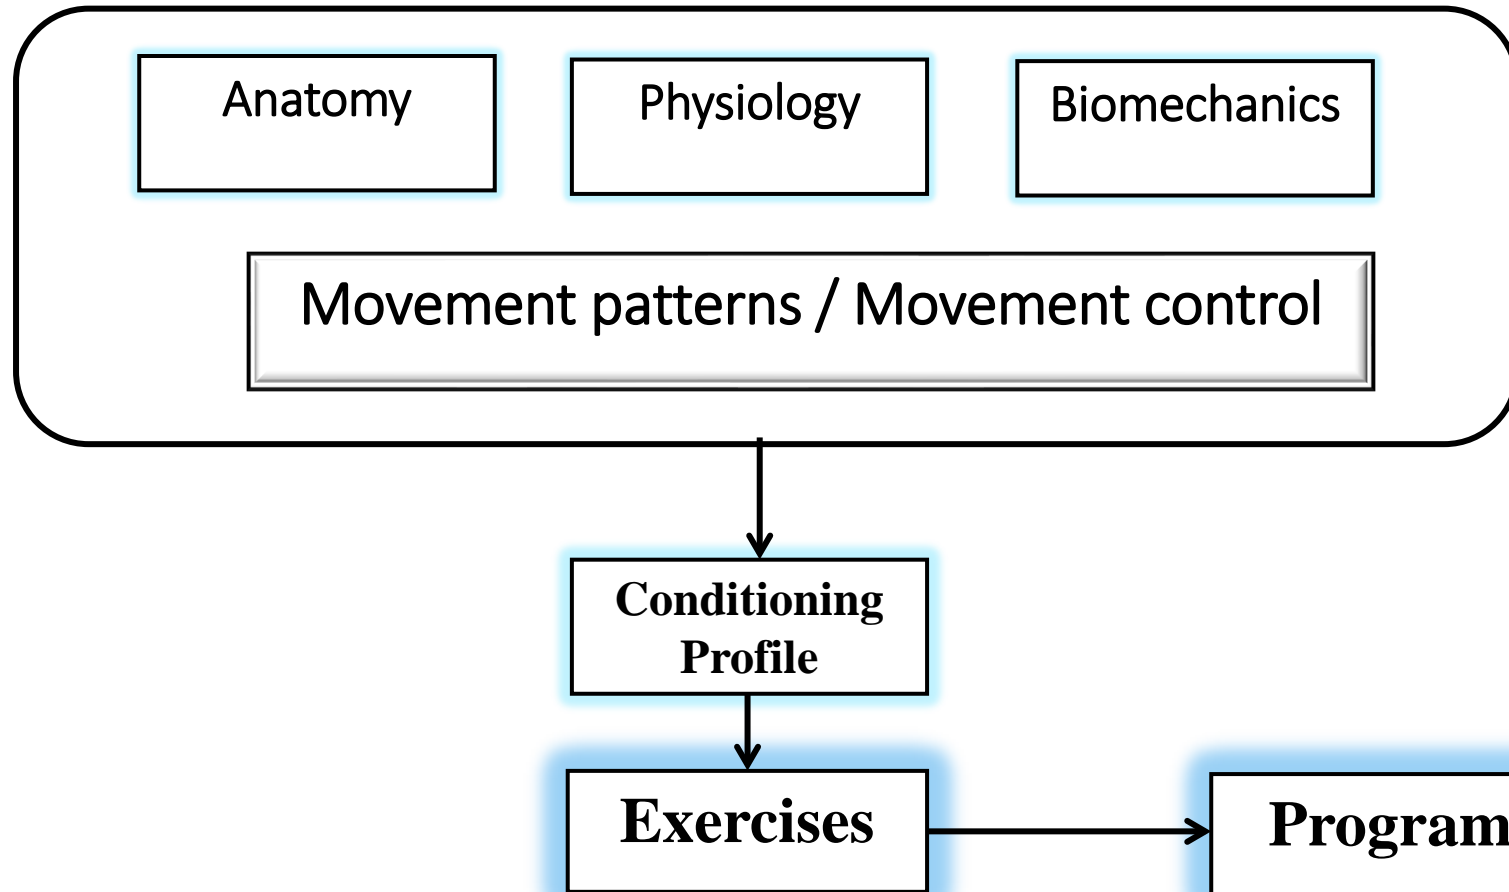 Anatomy
Physiology
Biomechanics
Movement patterns / Movement control
Conditioning
Profile
Exercises
Program